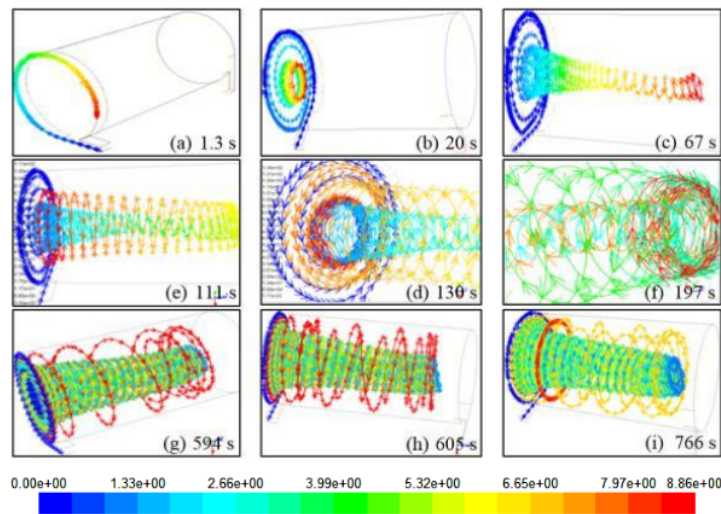 (a) 1.3 s
(b) 20 s
(c) 67 s
(e) 111 s
(d) 130 s
(f) 197 s
(g) 594 s
(h) 605 s
(i) 766 s
0.00e+00 1.33e+00 2.66e+00 3.99e+00 5.32e+00 6.65e+00 7.97e+00 8.86e+00